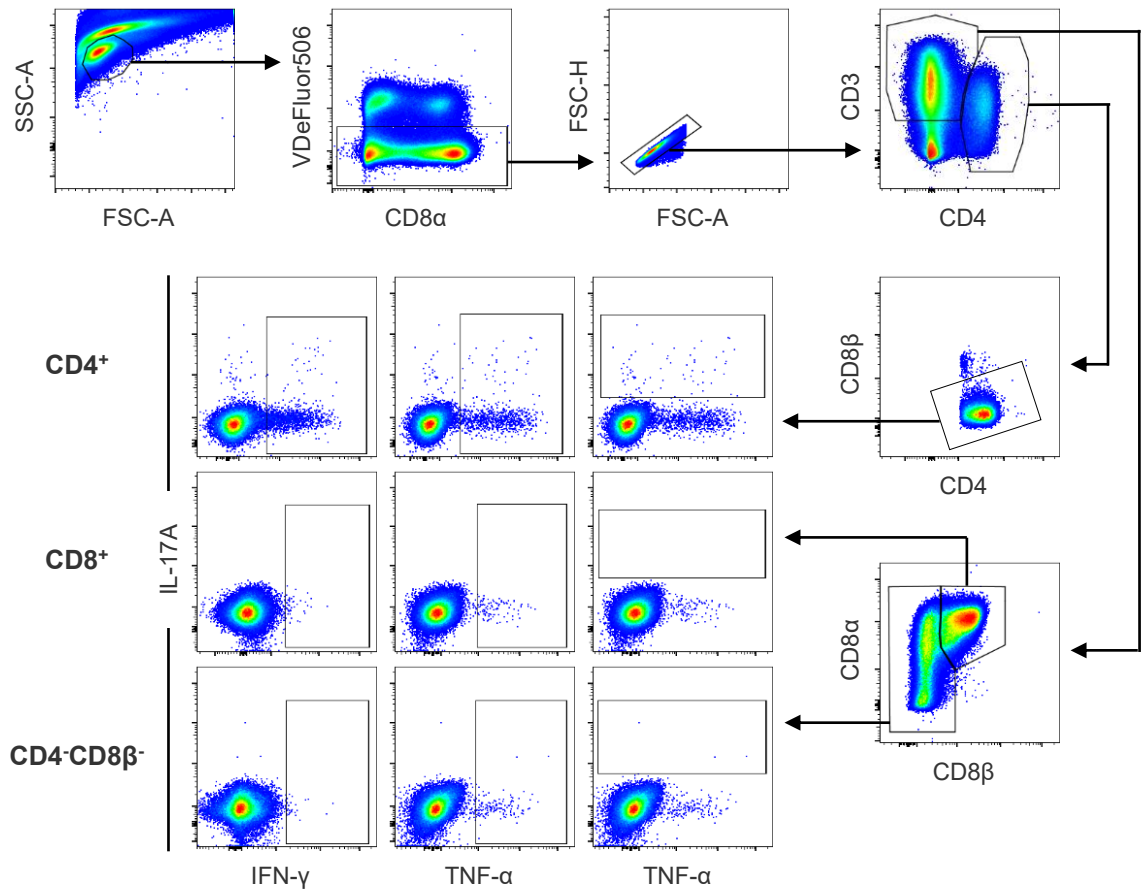 SSC-A
FSC-A
VDeFluor506
CD8α
FSC-H
FSC-A
CD3
CD4
CD4⁺
CD8β
CD4
CD8⁺
IL-17A
CD8α
CD8β
CD4⁻CD8β⁻
IFN-γ
TNF-α
TNF-α